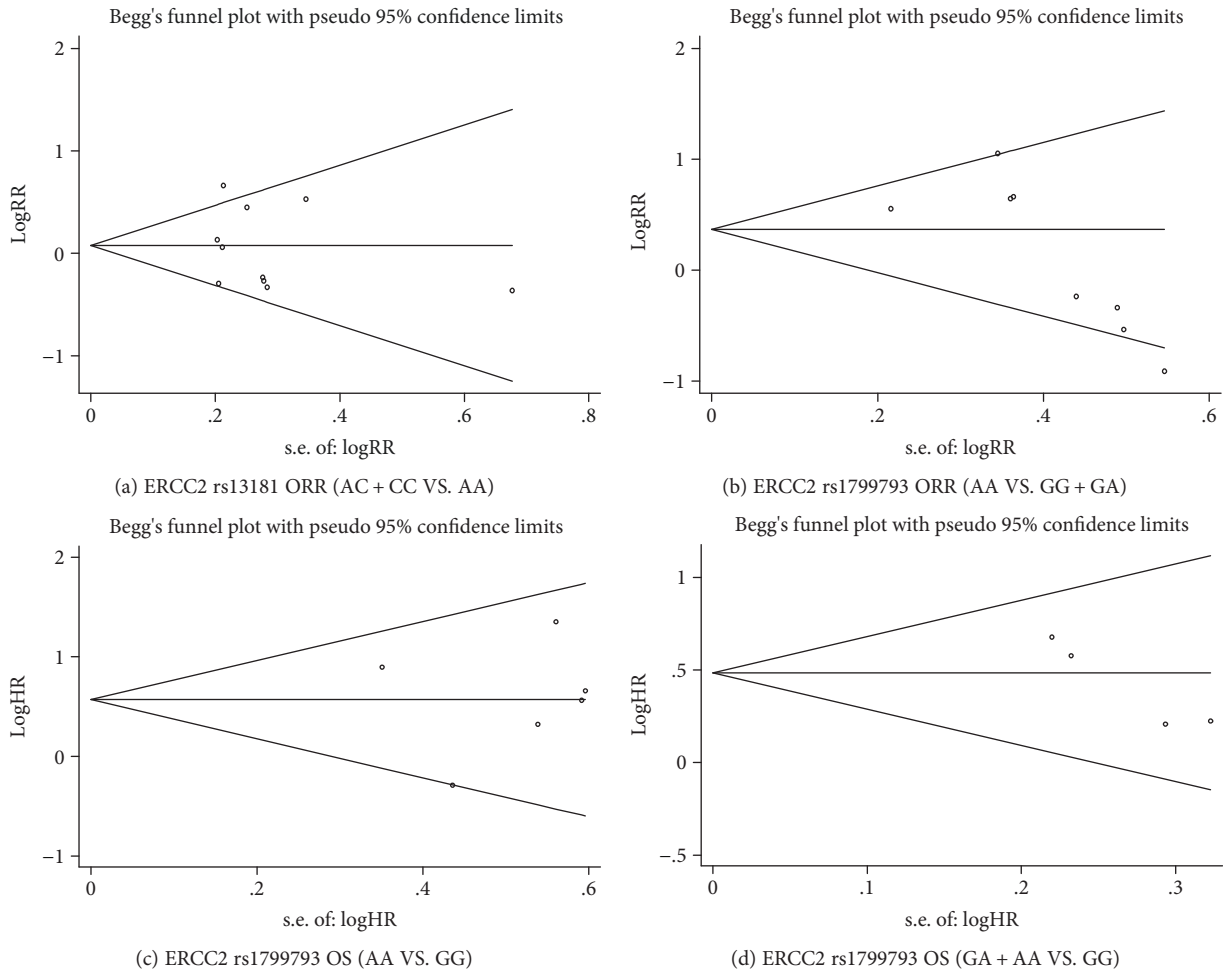 Begg's funnel plot with pseudo 95% confidence limits
2
1
0
−1
LogRR
0 .2 .4 .6 .8
s.e. of: logRR
(a) ERCC2 rs13181 ORR (AC + CC VS. AA)
Begg's funnel plot with pseudo 95% confidence limits
2
1
0
−1
LogRR
0 .2 .4 .6
s.e. of: logRR
(b) ERCC2 rs1799793 ORR (AA VS. GG + GA)
Begg's funnel plot with pseudo 95% confidence limits
2
1
0
−1
LogHR
0 .2 .4 .6
s.e. of: logHR
(c) ERCC2 rs1799793 OS (AA VS. GG)
Begg's funnel plot with pseudo 95% confidence limits
1
.5
0
−.5
LogHR
0 .1 .2 .3
s.e. of: logHR
(d) ERCC2 rs1799793 OS (GA + AA VS. GG)